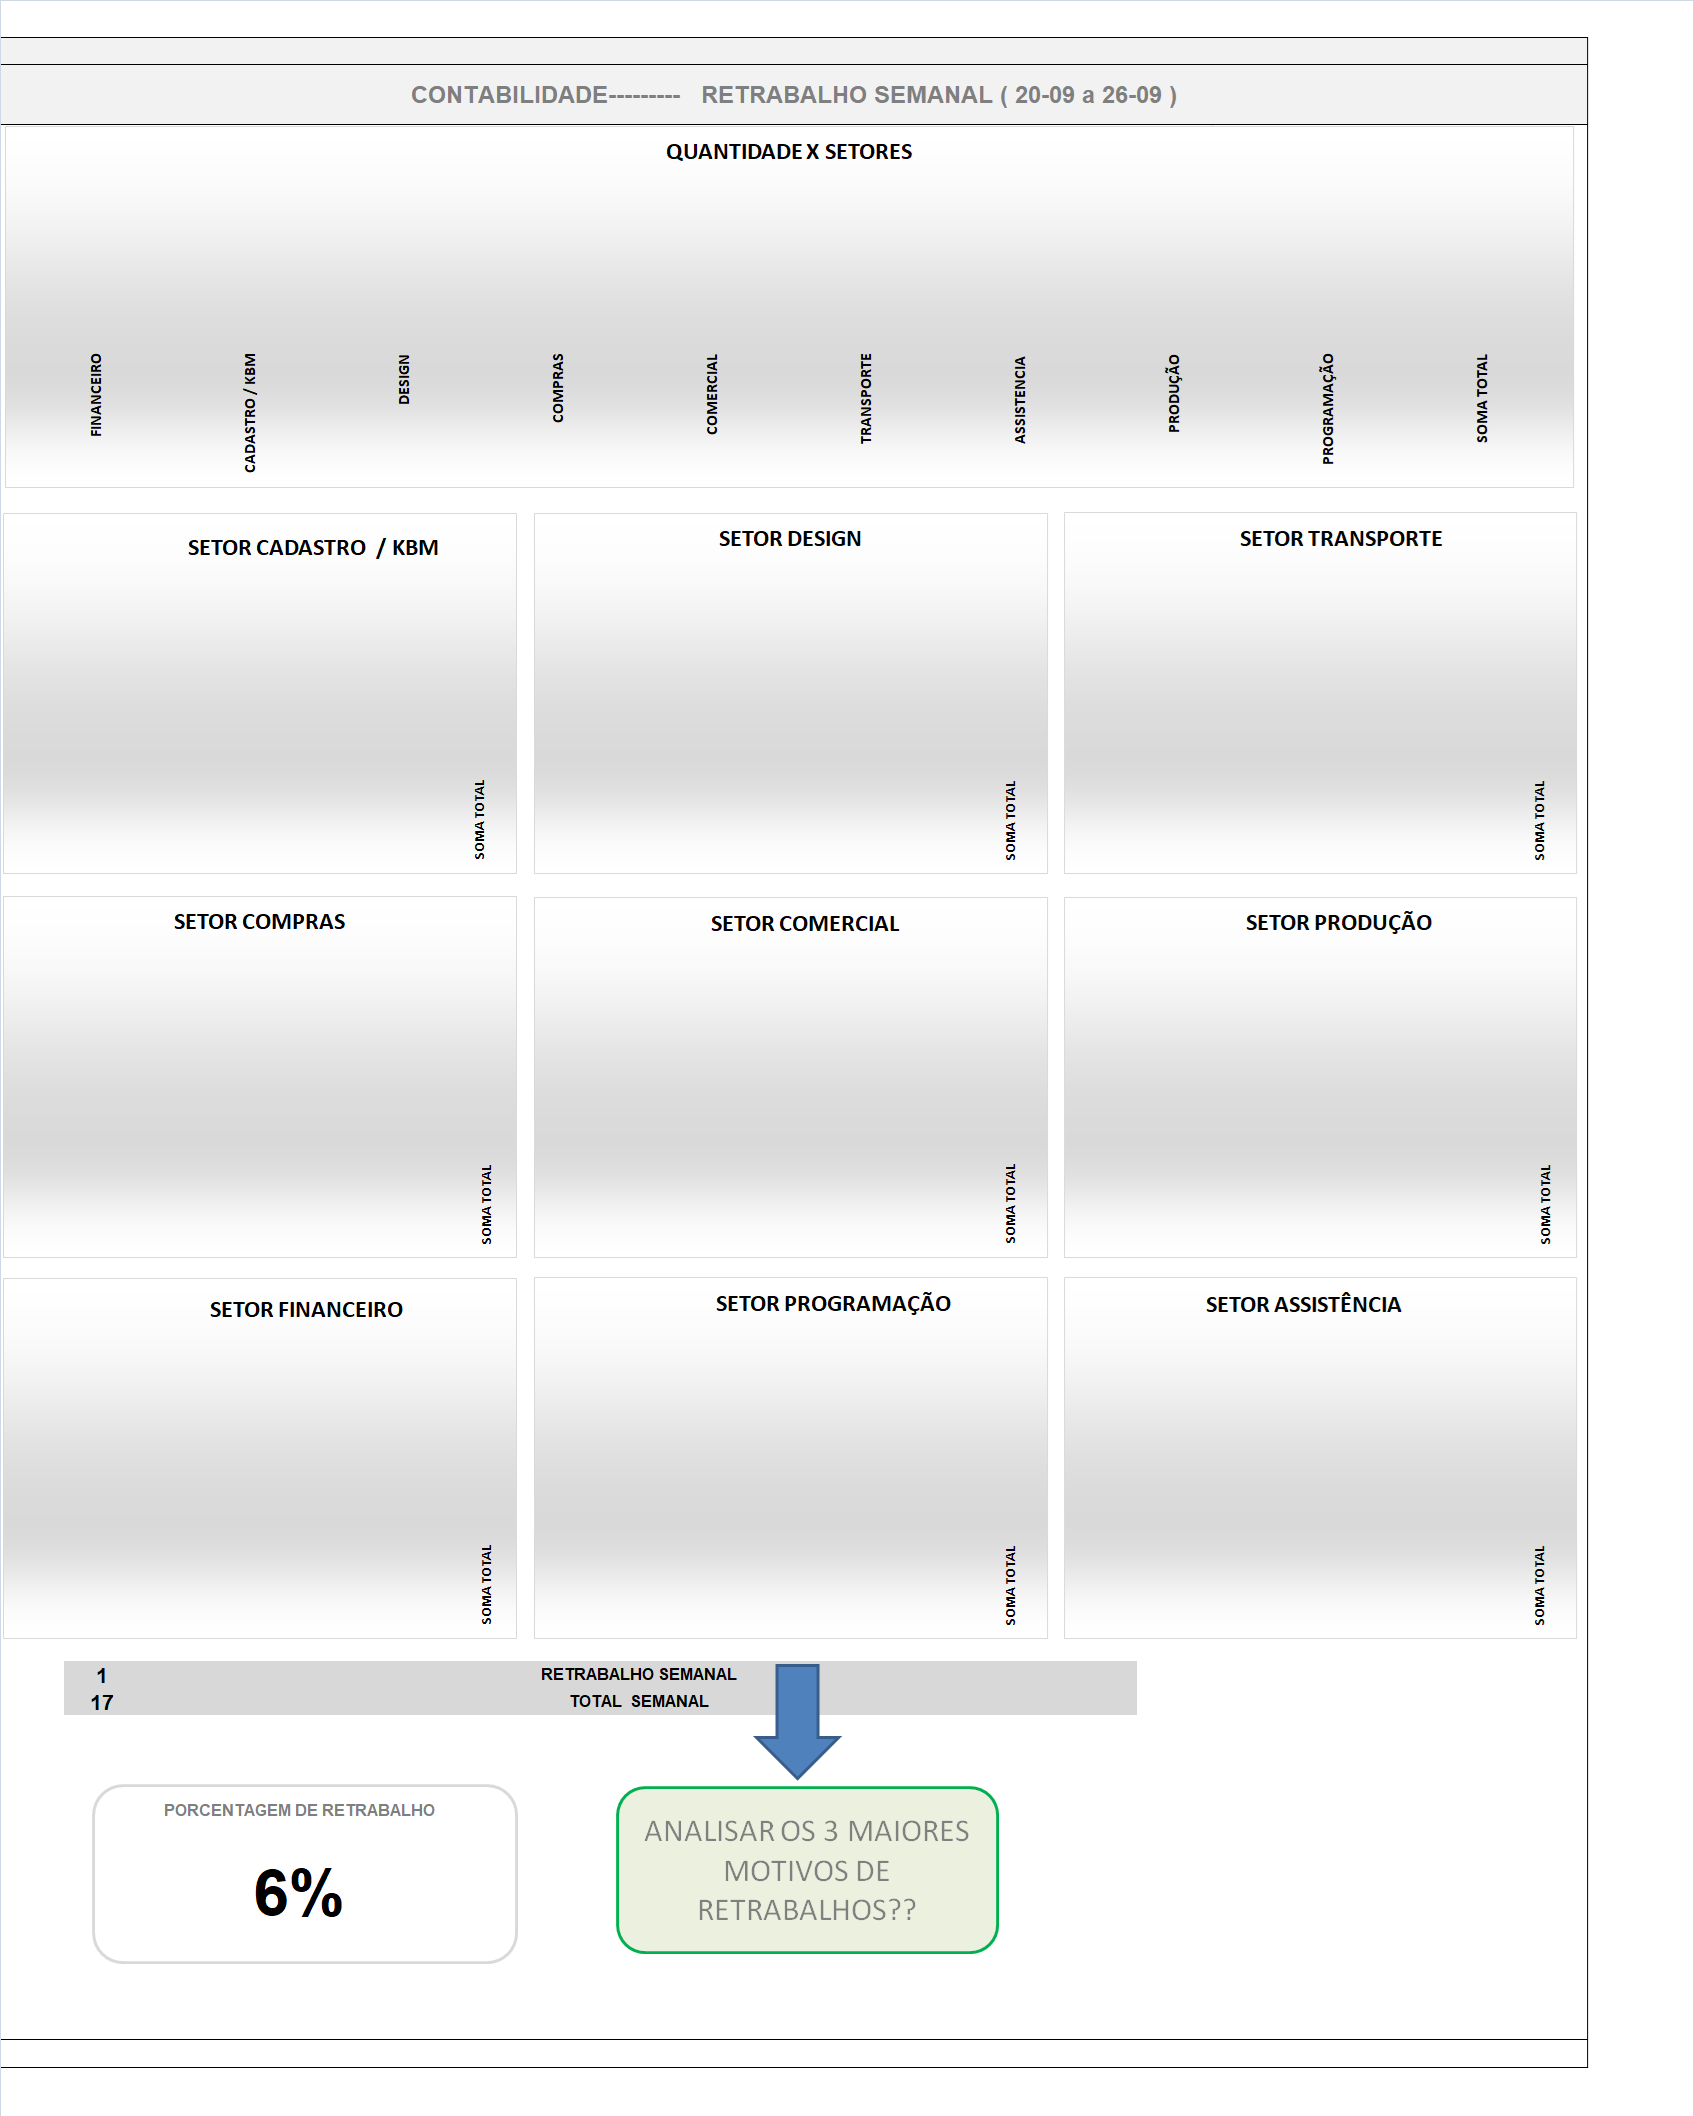 CONTABILIDADE--------- RETRABALHO SEMANAL ( 20-09 a 26-09 )
QUANTIDADE X SETORES
FINANCEIRO
CADASTRO / KBM
DESIGN
COMPRAS
COMERCIAL
TRANSPORTE
ASSISTENCIA
PRODUÇÃO
PROGRAMAÇÃO
SOMA TOTAL
SETOR CADASTRO / KBM
SOMA TOTAL
SETOR DESIGN
SOMA TOTAL
SETOR TRANSPORTE
SOMA TOTAL
SETOR COMPRAS
SOMA TOTAL
SETOR COMERCIAL
SOMA TOTAL
SETOR PRODUÇÃO
SOMA TOTAL
SETOR FINANCEIRO
SOMA TOTAL
SETOR PROGRAMAÇÃO
SOMA TOTAL
SETOR ASSISTÊNCIA
SOMA TOTAL
1 RETRABALHO SEMANAL
17 TOTAL SEMANAL
PORCENTAGEM DE RETRABALHO
6%
ANALISAR OS 3 MAIORES
MOTIVOS DE
RETRABALHOS??